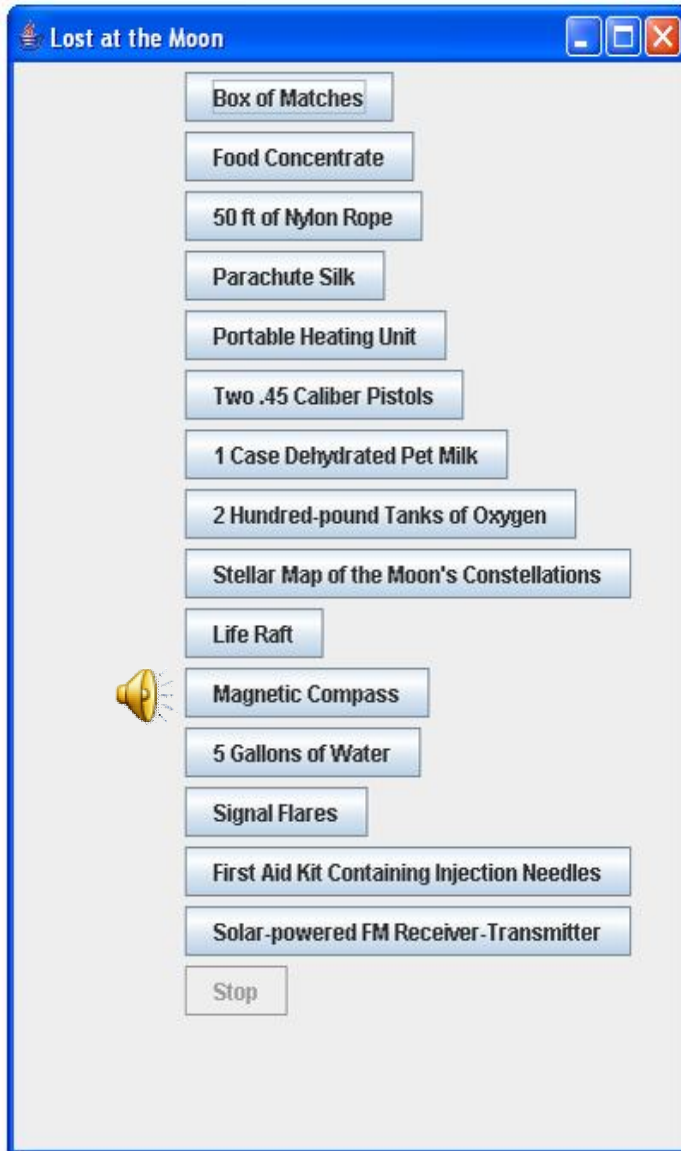 Lost at the Moon
Box of Matches
Food Concentrate
50 ft of Nylon Rope
Parachute Silk
Portable Heating Unit
Two .45 Caliber Pistols
1 Case Dehydrated Pet Milk
2 Hundred-pound Tanks of Oxygen
Stellar Map of the Moon's Constellations
Life Raft
Magnetic Compass
5 Gallons of Water
Signal Flares
First Aid Kit Containing Injection Needles
Solar-powered FM Receiver-Transmitter
Stop